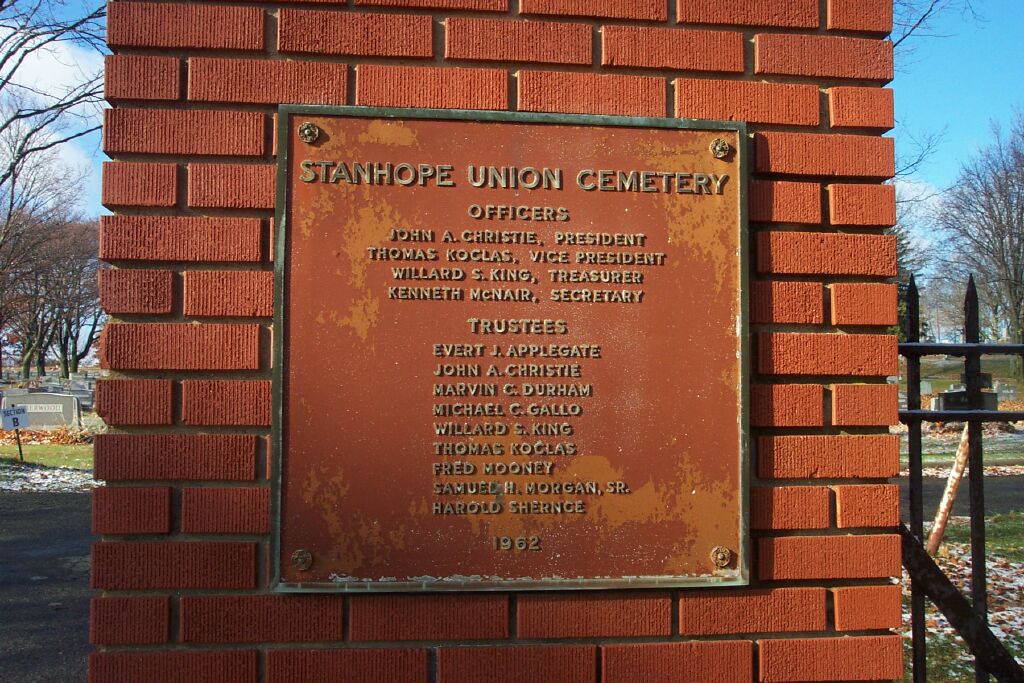 STANHOPE UNION CEMETERY
OFFICERS
JOHN A. CHRISTIE, PRESIDENT
THOMAS KOCLAS, VICE PRESIDENT
WILLARD S. KING, TREASURER
KENNETH McNAIR, SECRETARY
TRUSTEES
EVERT J. APPLEGATE
JOHN A. CHRISTIE
MARVIN C. DURHAM
MICHAEL C. GALLO
WILLARD S. KING
THOMAS KOCLAS
FRED MOONEY
SAMUEL H. MORGAN, SR.
HAROLD SHERNCE
1962
SECTION
B